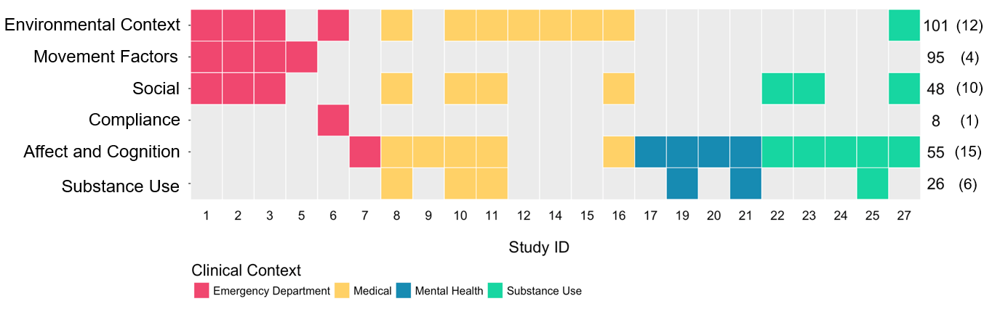 Environmental Context 101 (12)
Movement Factors 95 (4)
Social 48 (10)
Compliance 8 (1)
Affect and Cognition 55 (15)
Substance Use 26 (6)
1 2 3 5 6 7 8 9 10 11 12 14 15 16 17 19 20 21 22 23 24 25 27
Study ID
Clinical Context
Emergency Department Medical Mental Health Substance Use